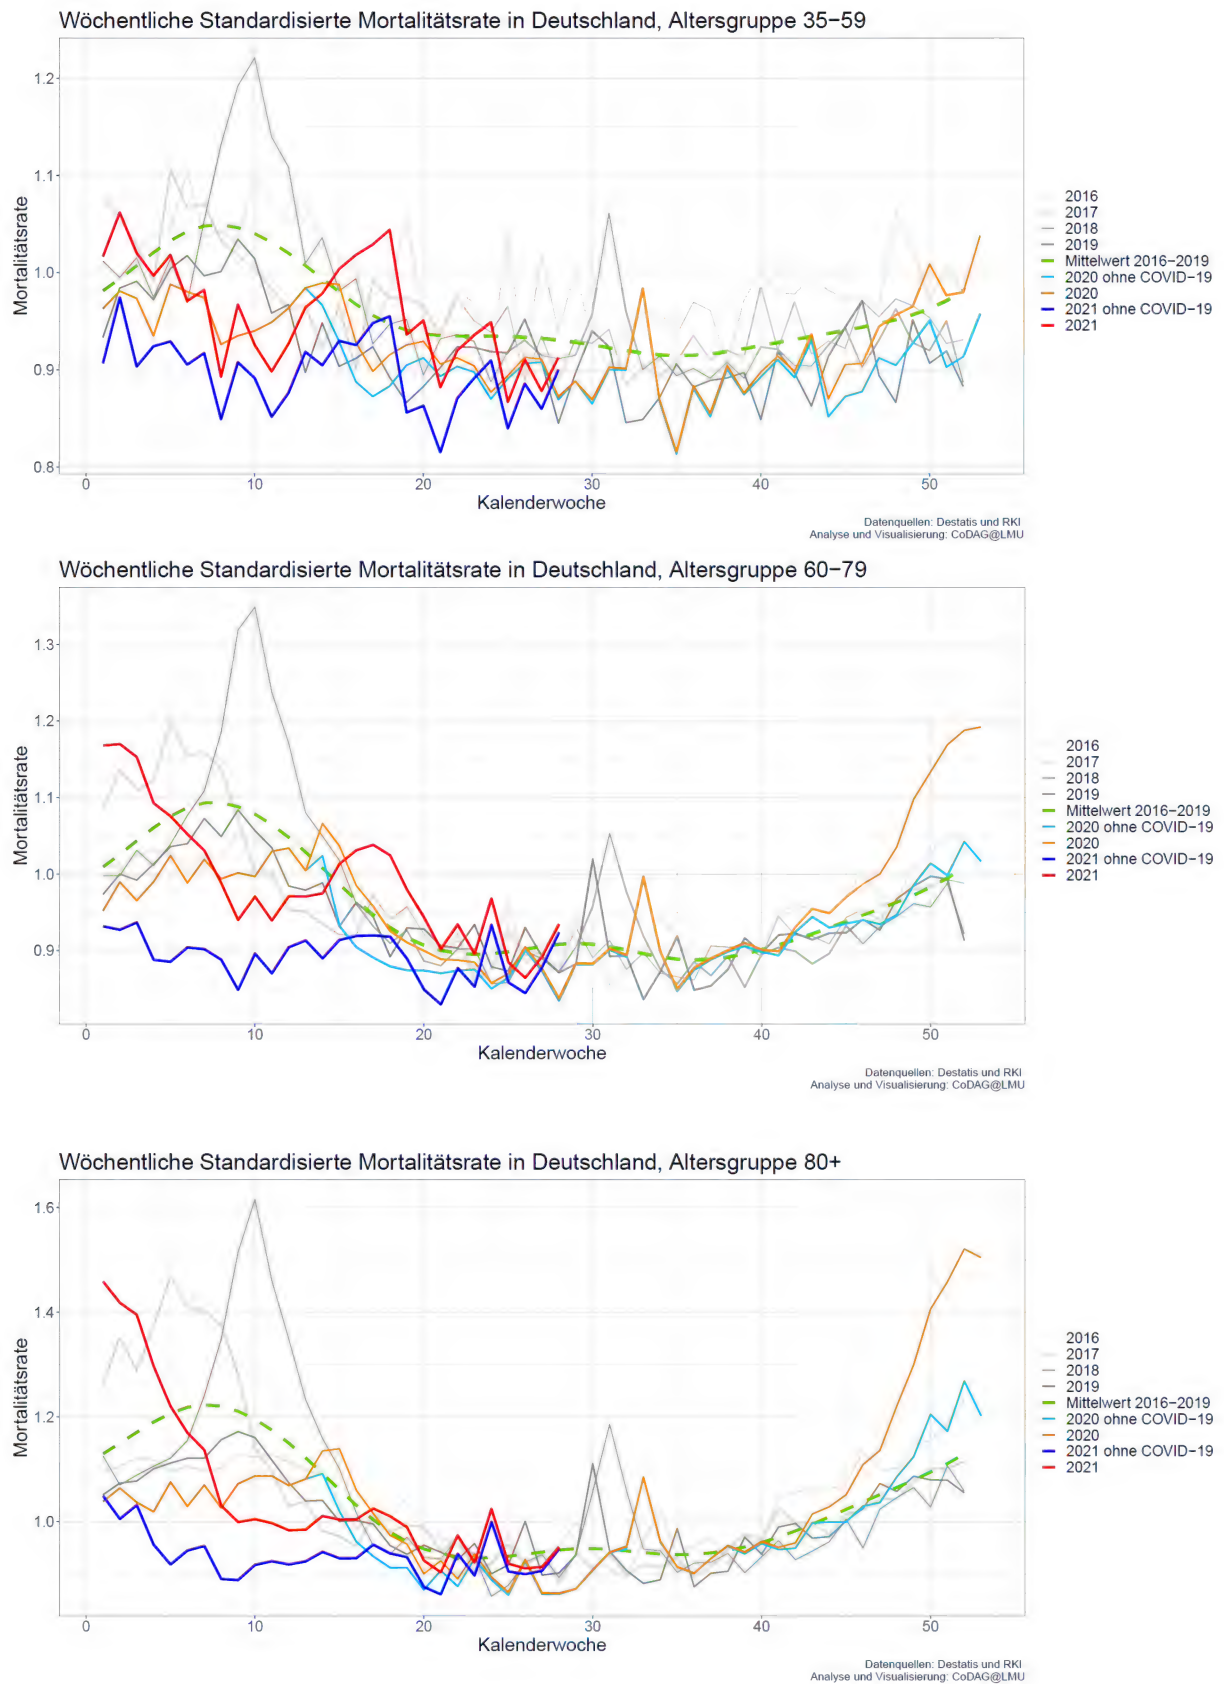 Wöchentliche Standardisierte Mortalitätsrate in Deutschland, Altersgruppe 35−59
Mortalitätsrate
1.2
1.1
1.0
0.9
0.8
0 10 20 30 40 50
Kalenderwoche
2016
2017
2018
2019
Mittelwert 2016−2019
2020 ohne COVID−19
2020
2021 ohne COVID−19
2021
Datenquellen: Destatis und RKI
Analyse und Visualisierung: CoDAG@LMU
Wöchentliche Standardisierte Mortalitätsrate in Deutschland, Altersgruppe 60−79
Mortalitätsrate
1.3
1.2
1.1
1.0
0.9
0 10 20 30 40 50
Kalenderwoche
2016
2017
2018
2019
Mittelwert 2016−2019
2020 ohne COVID−19
2020
2021 ohne COVID−19
2021
Datenquellen: Destatis und RKI
Analyse und Visualisierung: CoDAG@LMU
Wöchentliche Standardisierte Mortalitätsrate in Deutschland, Altersgruppe 80+
Mortalitätsrate
1.6
1.4
1.2
1.0
0 10 20 30 40 50
Kalenderwoche
2016
2017
2018
2019
Mittelwert 2016−2019
2020 ohne COVID−19
2020
2021 ohne COVID−19
2021
Datenquellen: Destatis und RKI
Analyse und Visualisierung: CoDAG@LMU